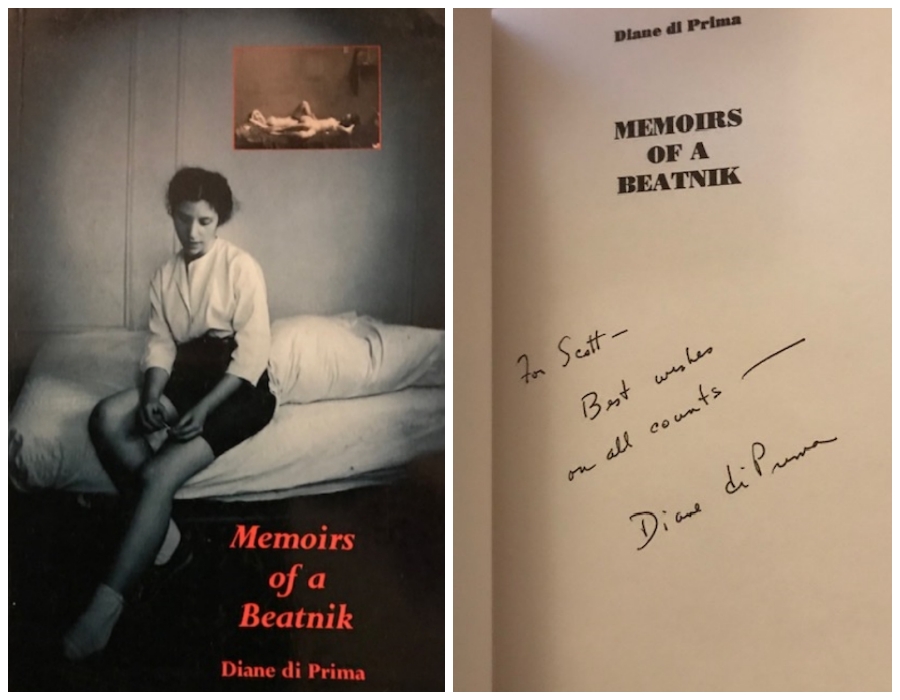 Memoirs
of a
Beatnik
Diane di Prima
Diane di Prima
MEMOIRS
OF A
BEATNIK
For Scott—
Best wishes
on all counts —
Diane di Prima